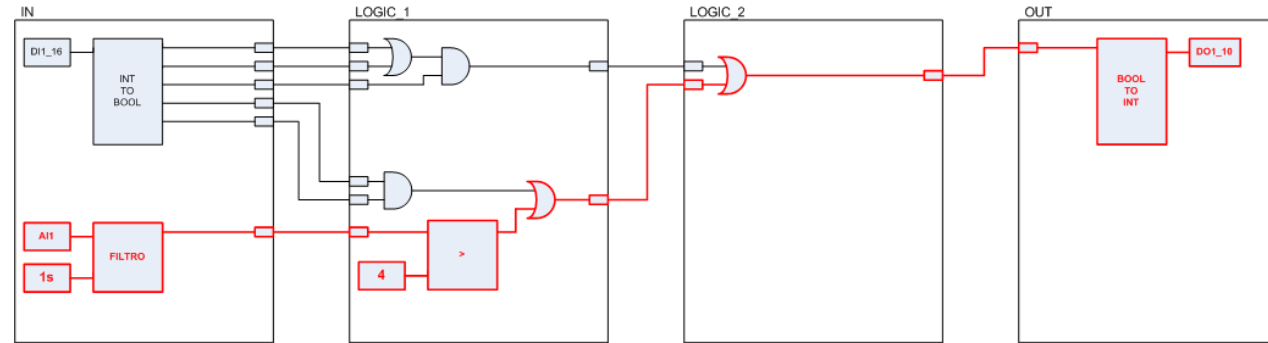 IN
LOGIC_1
LOGIC_2
OUT
DI1_16
INT
TO
BOOL
BOOL
TO
INT
DO1_10
AI1
1s
FILTRO
4
>